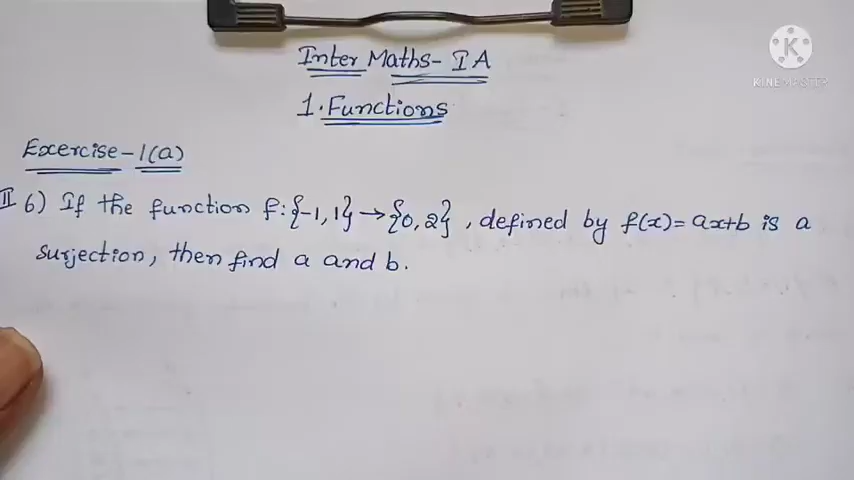 Inter Maths- I A
1. Functions
Exercise-1(a)
II 6) If the function f:{-1,1}→{0,2}, defined by f(x)= ax+b is a
surjection, then find a and b.
K
KINEMASTER